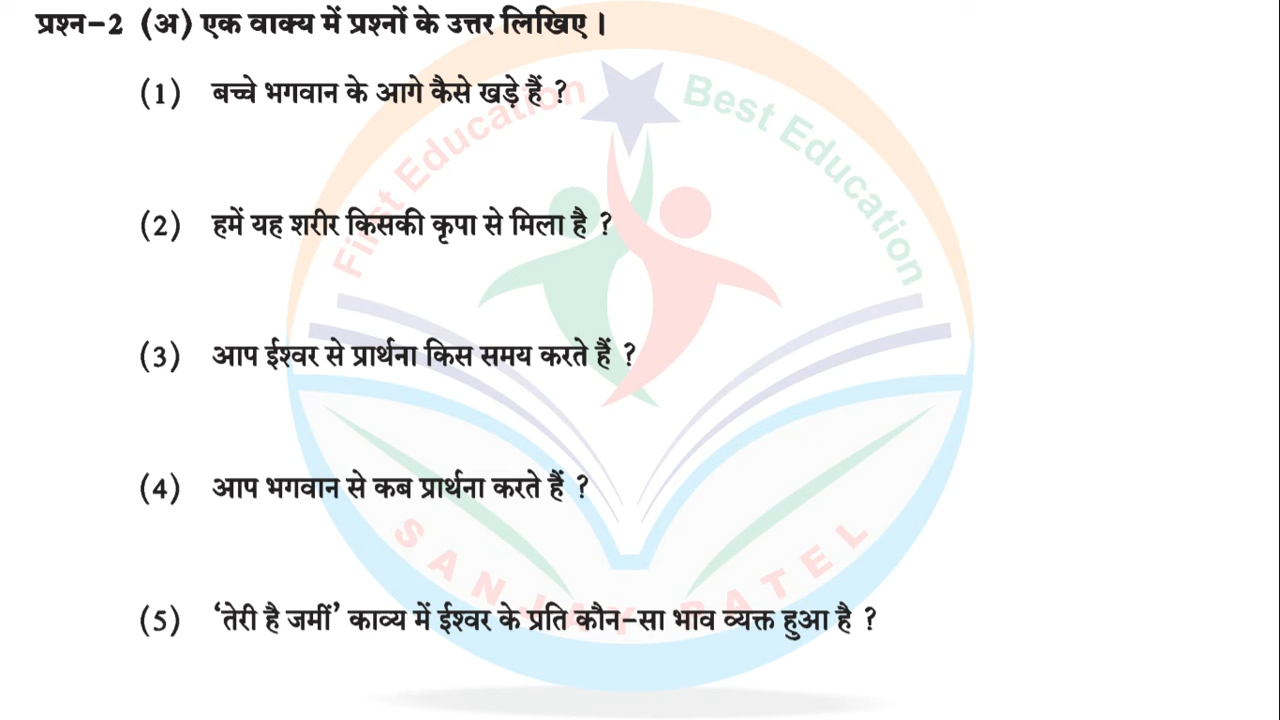 प्रश्न-2 (अ) एक वाक्य में प्रश्नों के उत्तर लिखिए ।
First Education Best Education
(1) बच्चे भगवान के आगे कैसे खड़े हैं ?
(2) हमें यह शरीर किसकी कृपा से मिला है ?
(3) आप ईश्वर से प्रार्थना किस समय करते हैं ?
(4) आप भगवान से कब प्रार्थना करते हैं ?
(5) ‘तेरी है जमीं’ काव्य में ईश्वर के प्रति कौन-सा भाव व्यक्त हुआ है ?
SANJAY PATEL